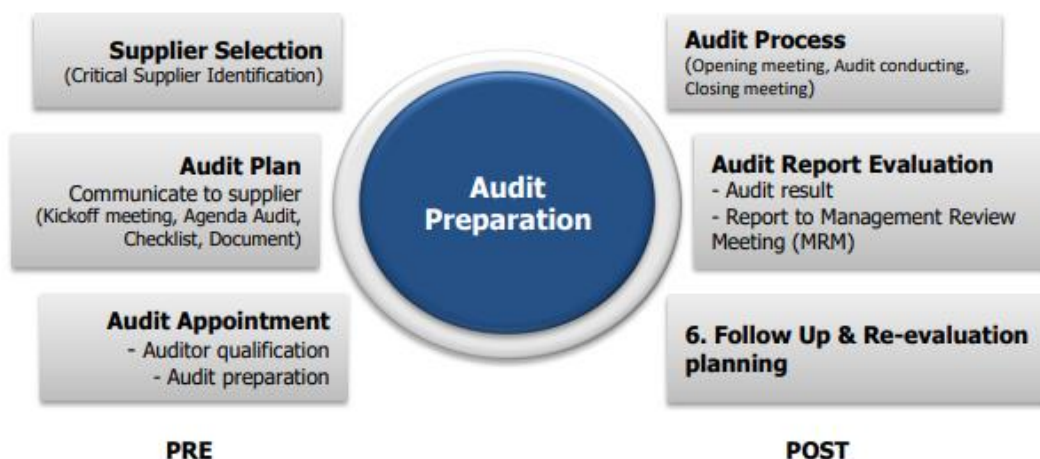 Supplier Selection
(Critical Supplier Identification)
Audit Plan
Communicate to supplier
(Kickoff meeting, Agenda Audit,
Checklist, Document)
Audit Appointment
- Auditor qualification
- Audit preparation
PRE
Audit
Preparation
Audit Process
(Opening meeting, Audit conducting,
Closing meeting)
Audit Report Evaluation
- Audit result
- Report to Management Review
Meeting (MRM)
6. Follow Up & Re-evaluation
planning
POST